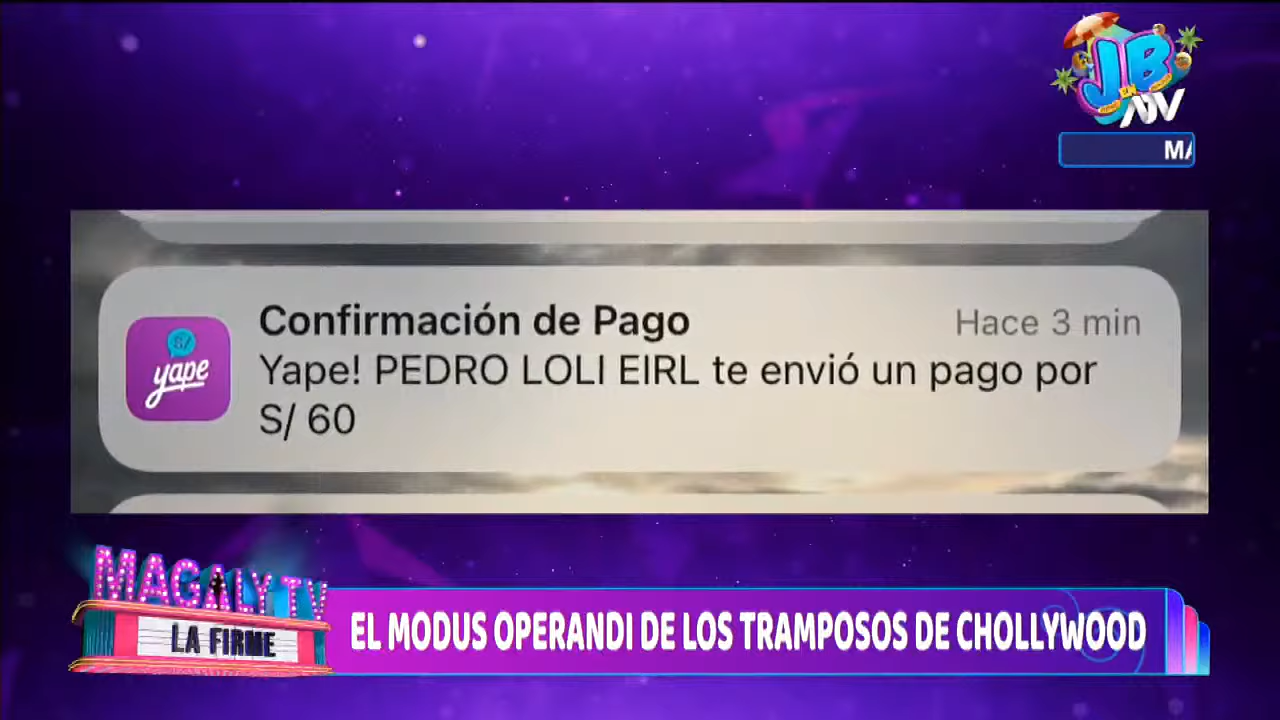 JB
EN
ATV
Confirmación de Pago
Hace 3 min
S/
yape
Yape! PEDRO LOLI EIRL te envió un pago por
S/ 60
MAGALY TV
LA FIRME
EL MODUS OPERANDI DE LOS TRAMPOSOS DE CHOLLYWOOD